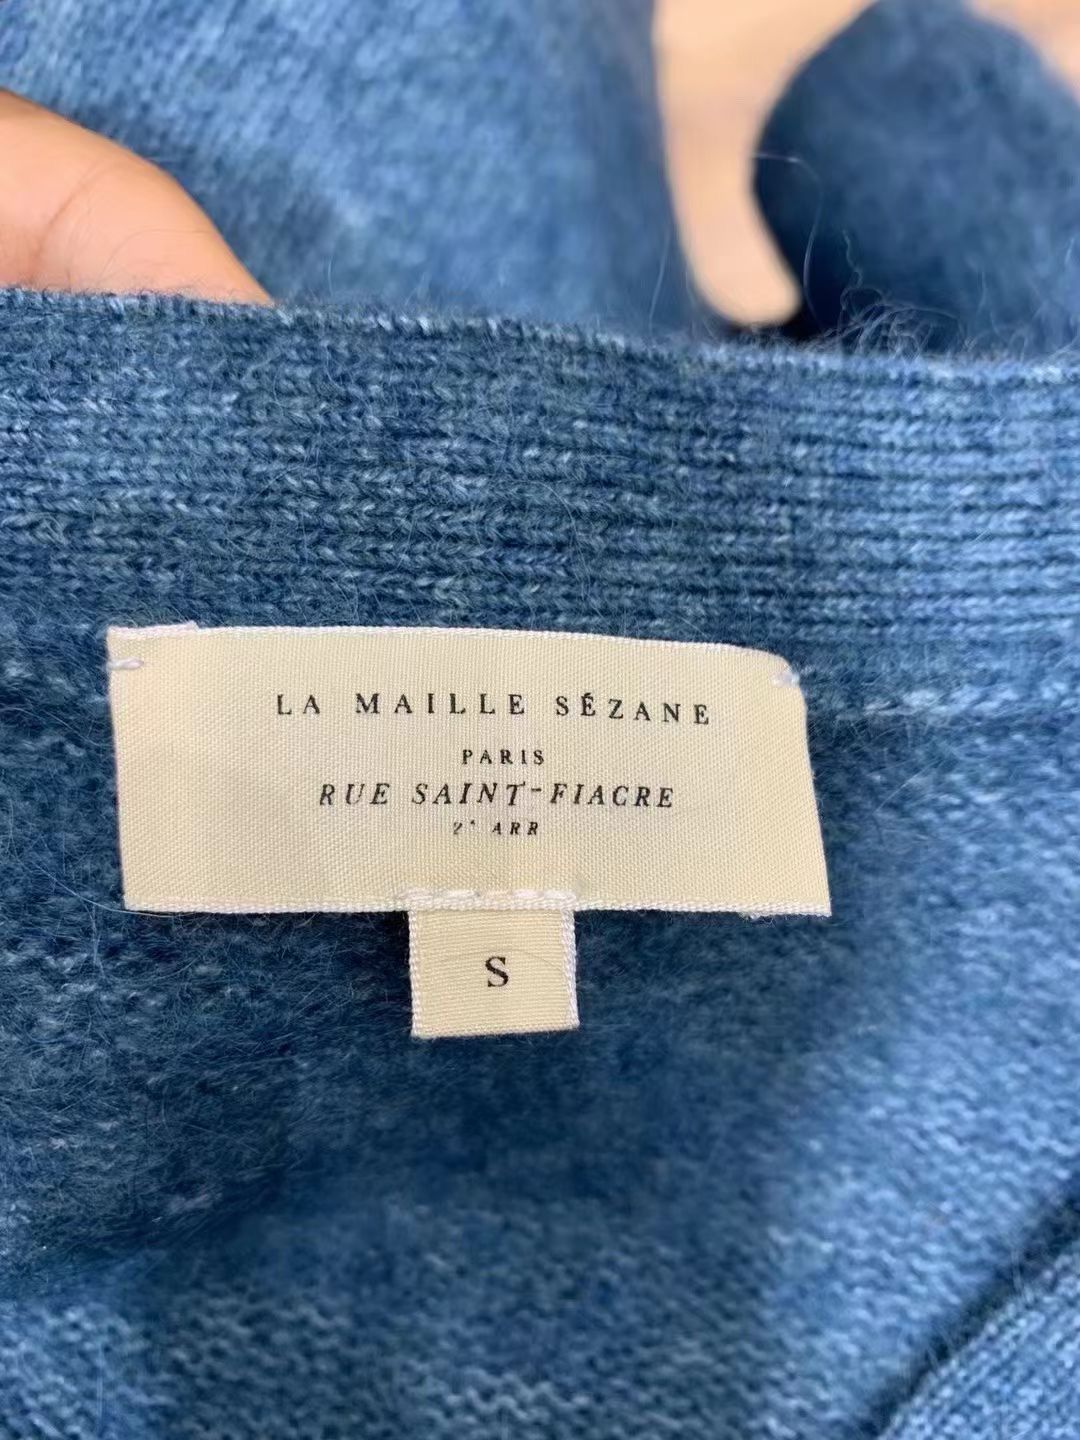 LA MAILLE SÉZANE
PARIS
RUE SAINT-FIACRE
2ᵉ ARR
S